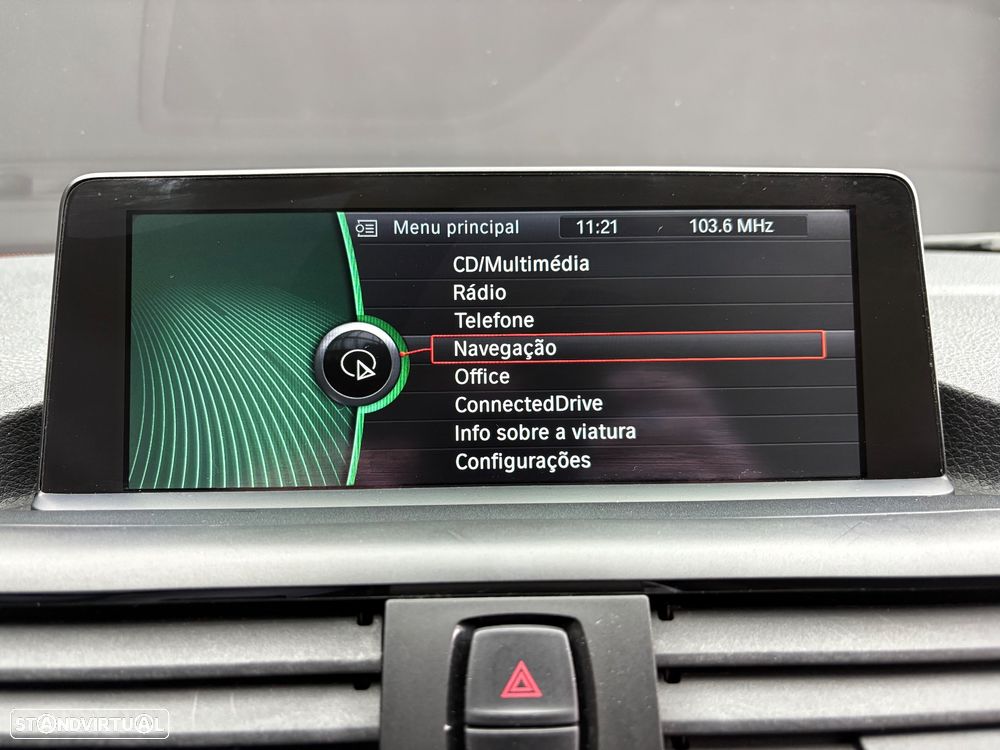 Menu principal 11:21 103.6 MHz
CD/Multimédia
Rádio
Telefone
Navegação
Office
ConnectedDrive
Info sobre a viatura
Configurações
STANDVIRTUAL